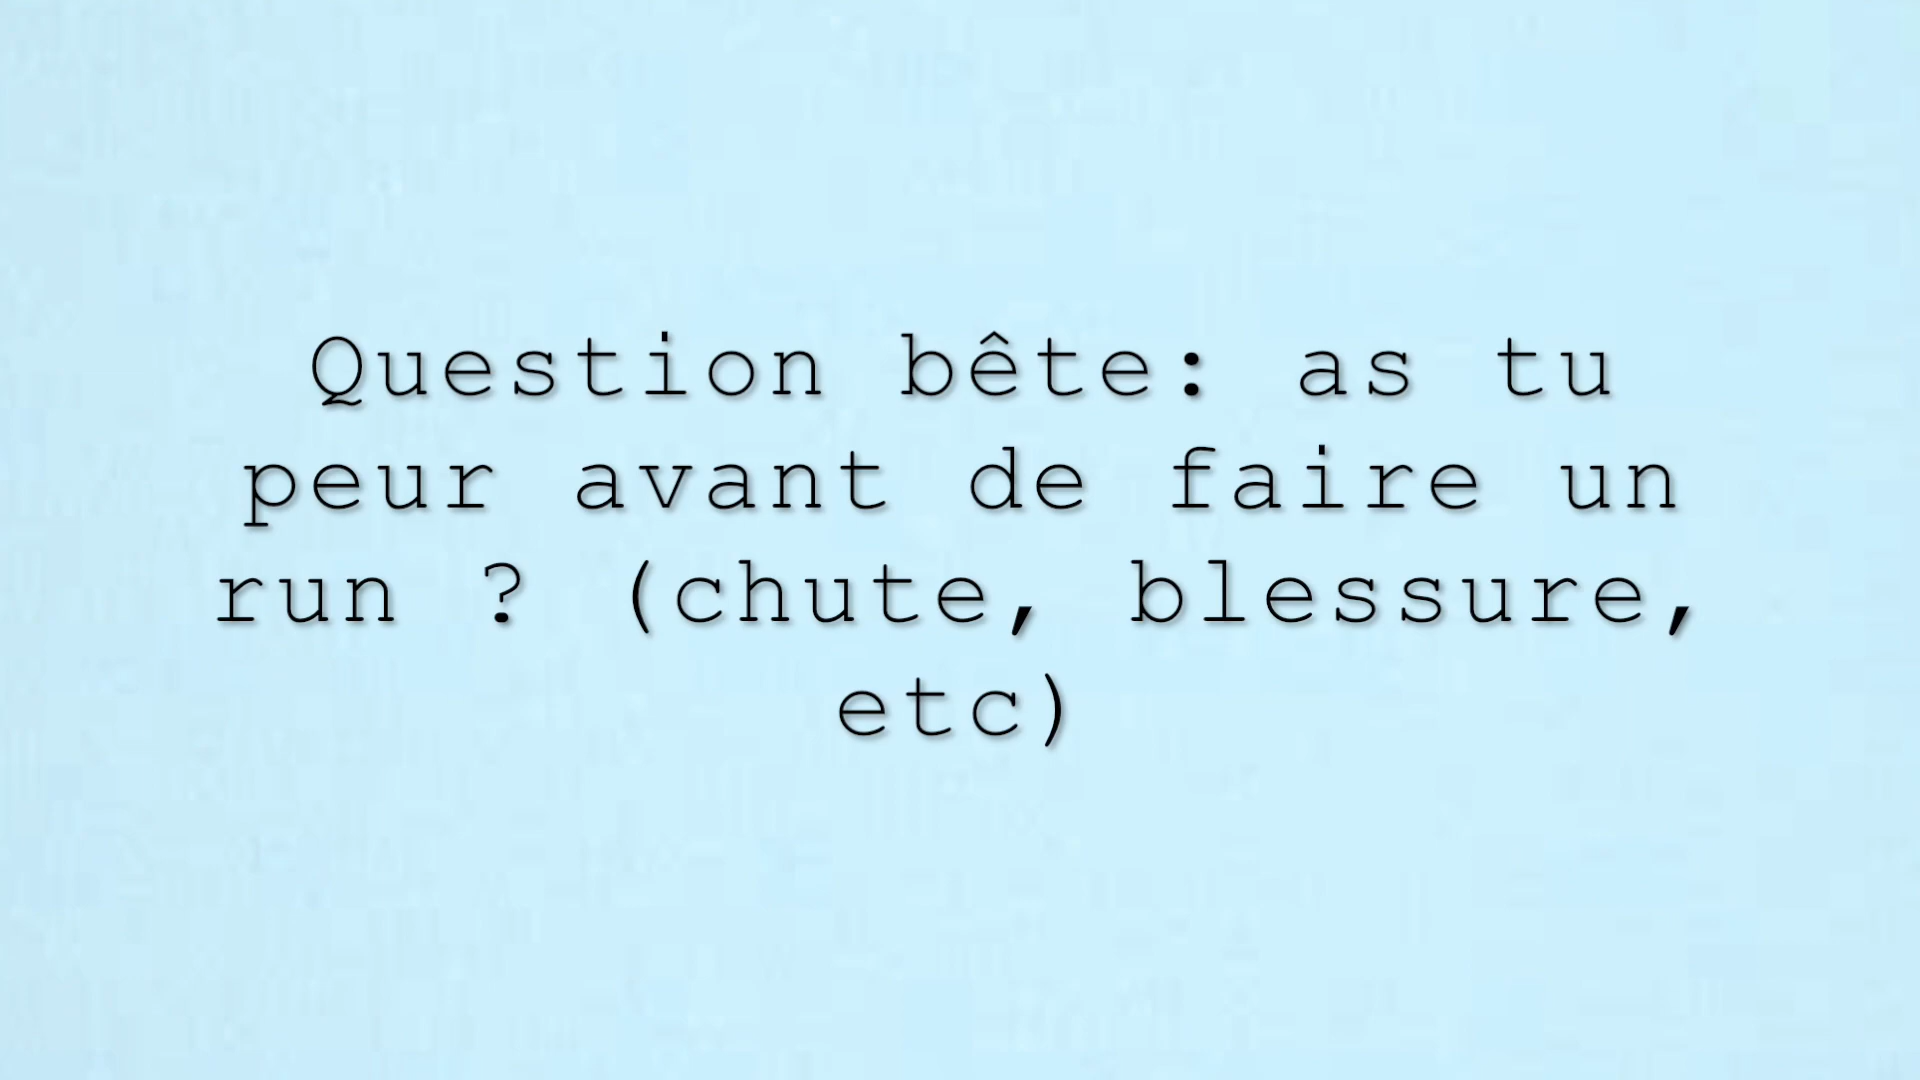 Question bête: as tu
peur avant de faire un
run ? (chute, blessure,
etc)